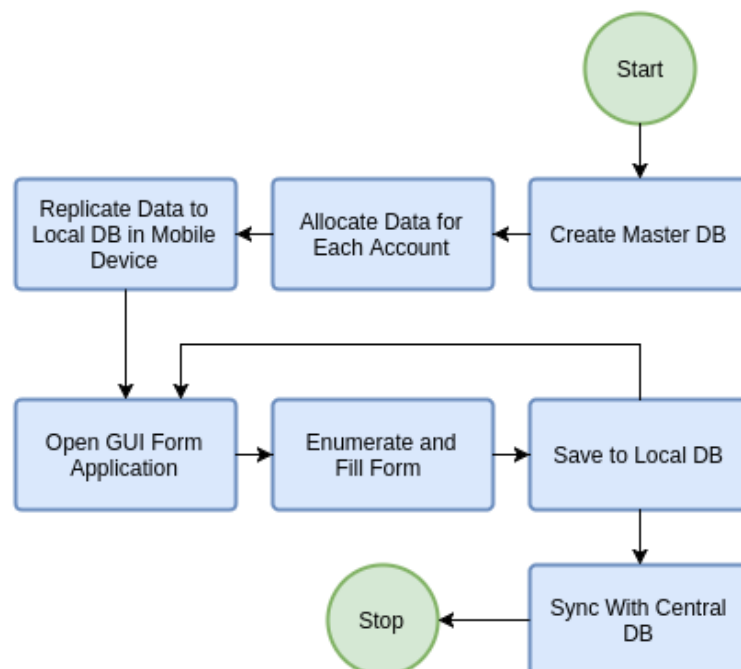 Start
Replicate Data to
Local DB in Mobile
Device
Allocate Data for
Each Account
Create Master DB
Open GUI Form
Application
Enumerate and
Fill Form
Save to Local DB
Stop
Sync With Central
DB